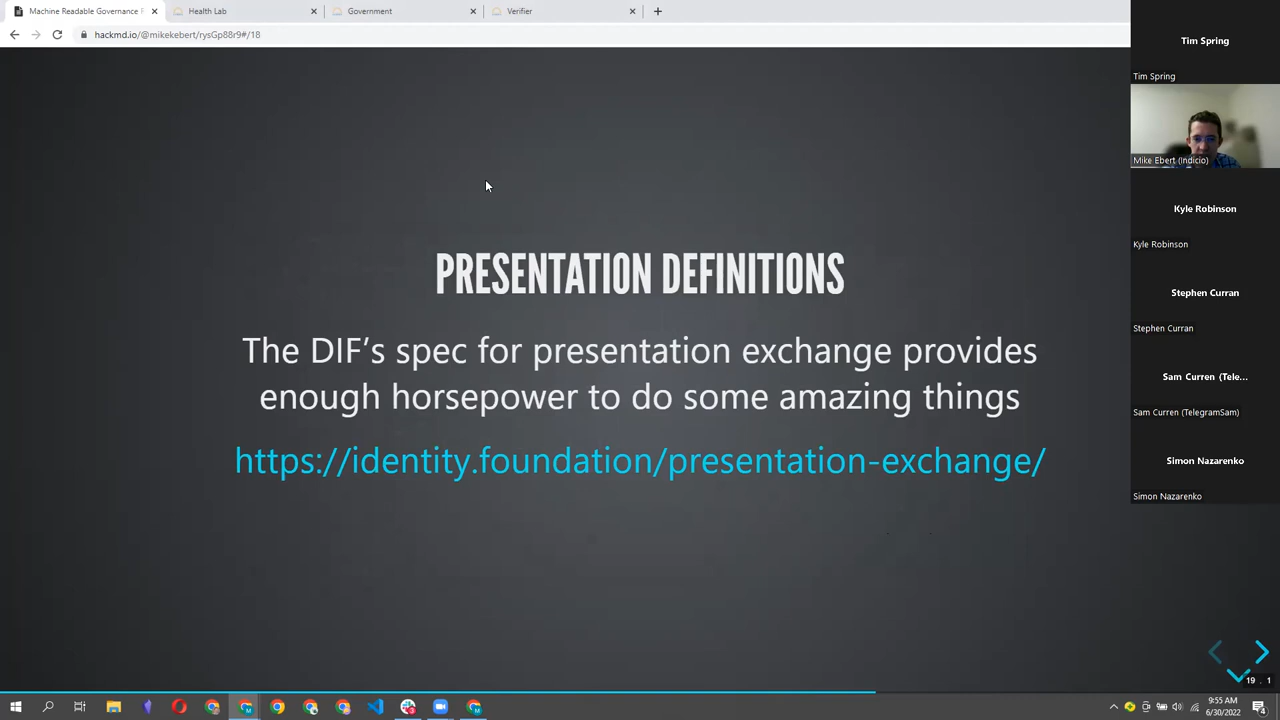 Machine Readable Governance F
Health Lab
Government
Verifier
hackmd.io/@mikekebert/rysGp88r9#/18
PRESENTATION DEFINITIONS
The DIF's spec for presentation exchange provides
enough horsepower to do some amazing things
https://identity.foundation/presentation-exchange/
Tim Spring
Tim Spring
Mike Ebert (Indicio)
Kyle Robinson
Kyle Robinson
Stephen Curran
Stephen Curran
Sam Curren (Tele...
Sam Curren (TelegramSam)
Simon Nazarenko
Simon Nazarenko
19 . 1
9:55 AM
6/30/2022
4